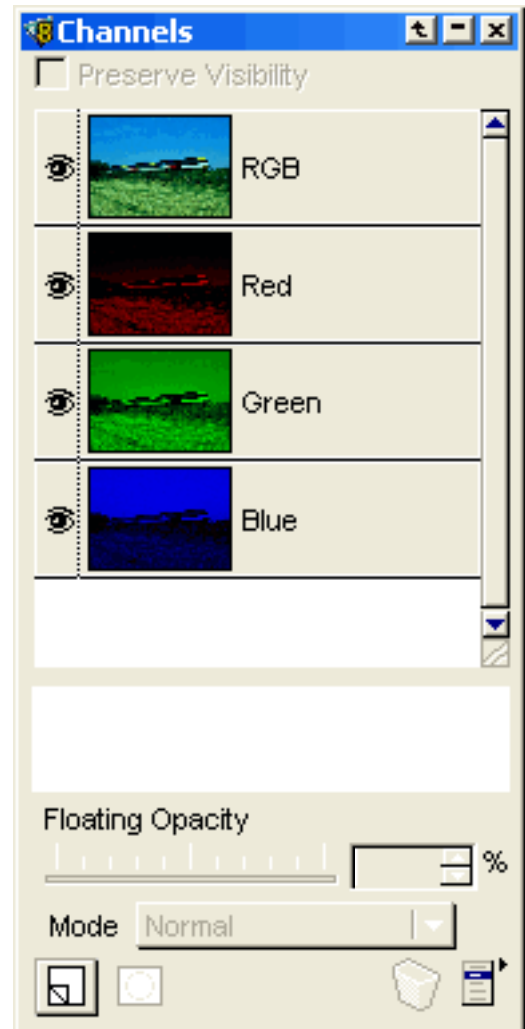 Channels
Preserve Visibility
RGB
Red
Green
Blue
Floating Opacity
%
Mode Normal